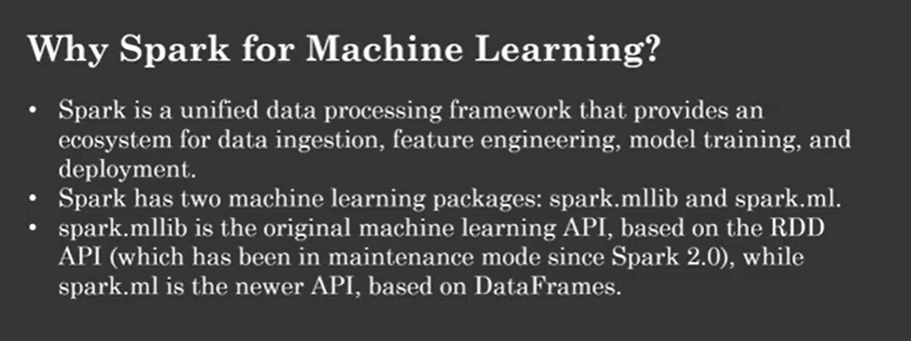 Why Spark for Machine Learning?
• Spark is a unified data processing framework that provides an
ecosystem for data ingestion, feature engineering, model training, and
deployment.
• Spark has two machine learning packages: spark.mllib and spark.ml.
• spark.mllib is the original machine learning API, based on the RDD
API (which has been in maintenance mode since Spark 2.0), while
spark.ml is the newer API, based on DataFrames.